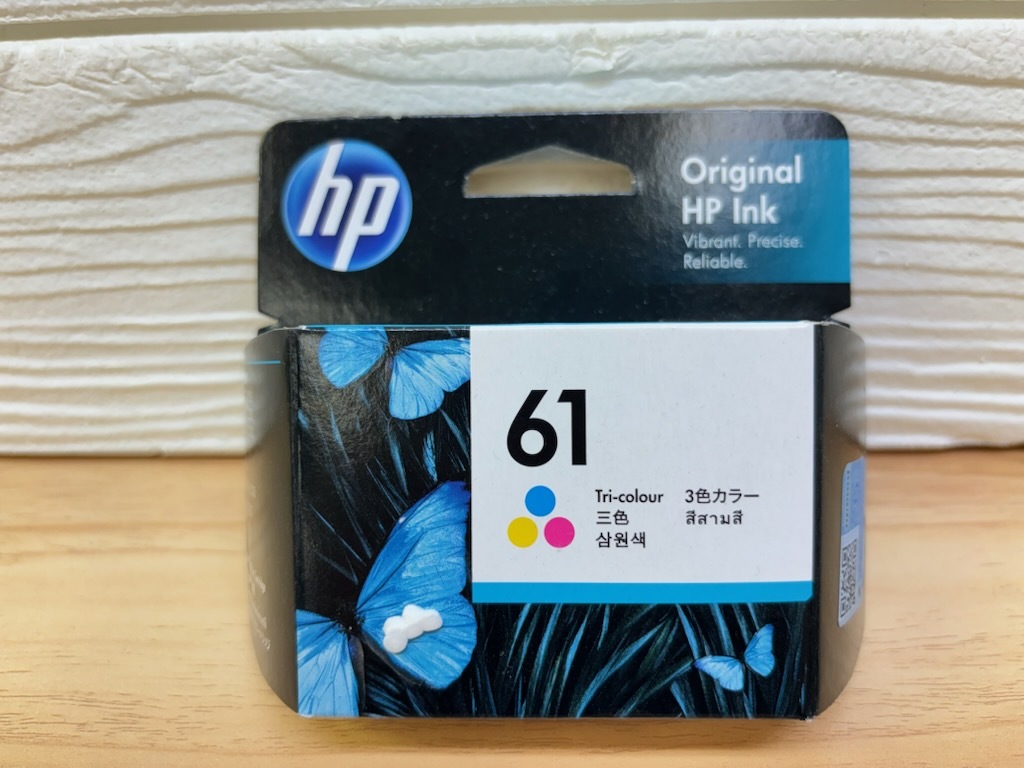 hp
Original
HP Ink
Vibrant. Precise.
Reliable.
61
Tri-colour 3色カラー
三色 สีสามสี
삼원색